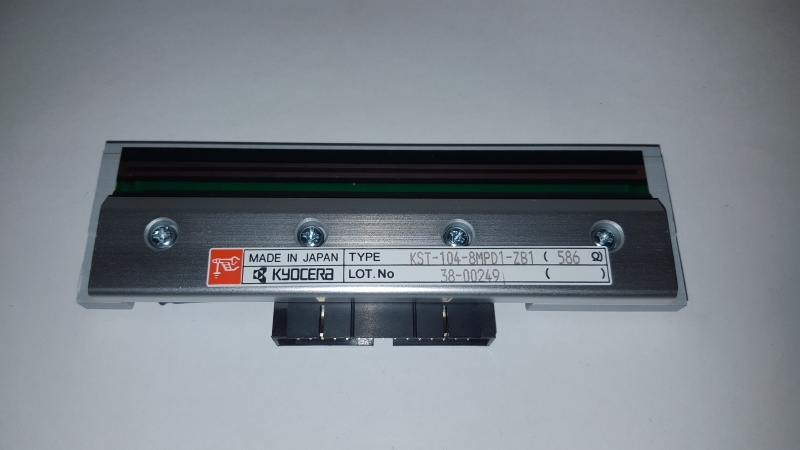 MADE IN JAPAN TYPE KST-104-8MPD1-ZB1 ( 586 Ω)
KYOCERA LOT.No 38-00249 ( )